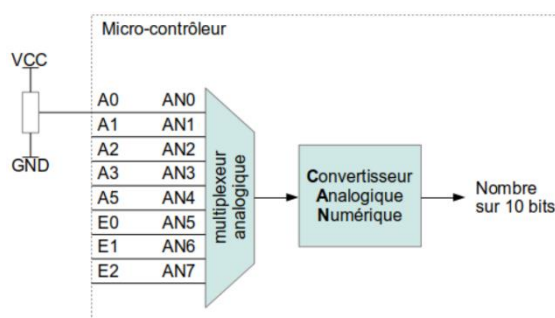 Micro-contrôleur
VCC
GND
A0 AN0
A1 AN1
A2 AN2
A3 AN3
A5 AN4
E0 AN5
E1 AN6
E2 AN7
multiplexeur
analogique
Convertisseur
Analogique
Numérique
Nombre
sur 10 bits